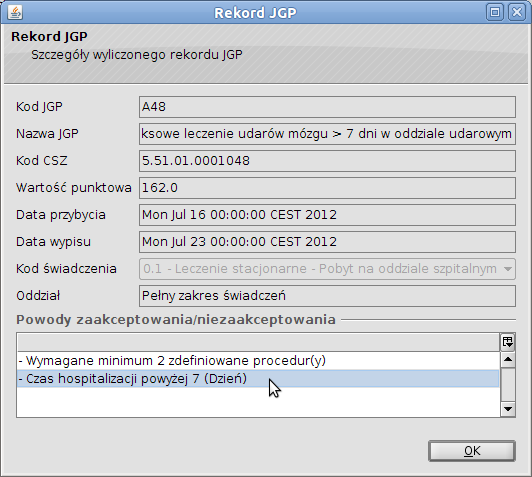 Rekord JGP
Rekord JGP
Szczegóły wyliczonego rekordu JGP
Kod JGP A48
Nazwa JGP ksowe leczenie udarów mózgu > 7 dni w oddziale udarowym
Kod CSZ 5.51.01.0001048
Wartość punktowa 162.0
Data przybycia Mon Jul 16 00:00:00 CEST 2012
Data wypisu Mon Jul 23 00:00:00 CEST 2012
Kod świadczenia 0.1 - Leczenie stacjonarne - Pobyt na oddziale szpitalnym
Oddział Pełny zakres świadczeń
Powody zaakceptowania/niezaakceptowania
- Wymagane minimum 2 zdefiniowane procedur(y)
- Czas hospitalizacji powyżej 7 (Dzień)
OK